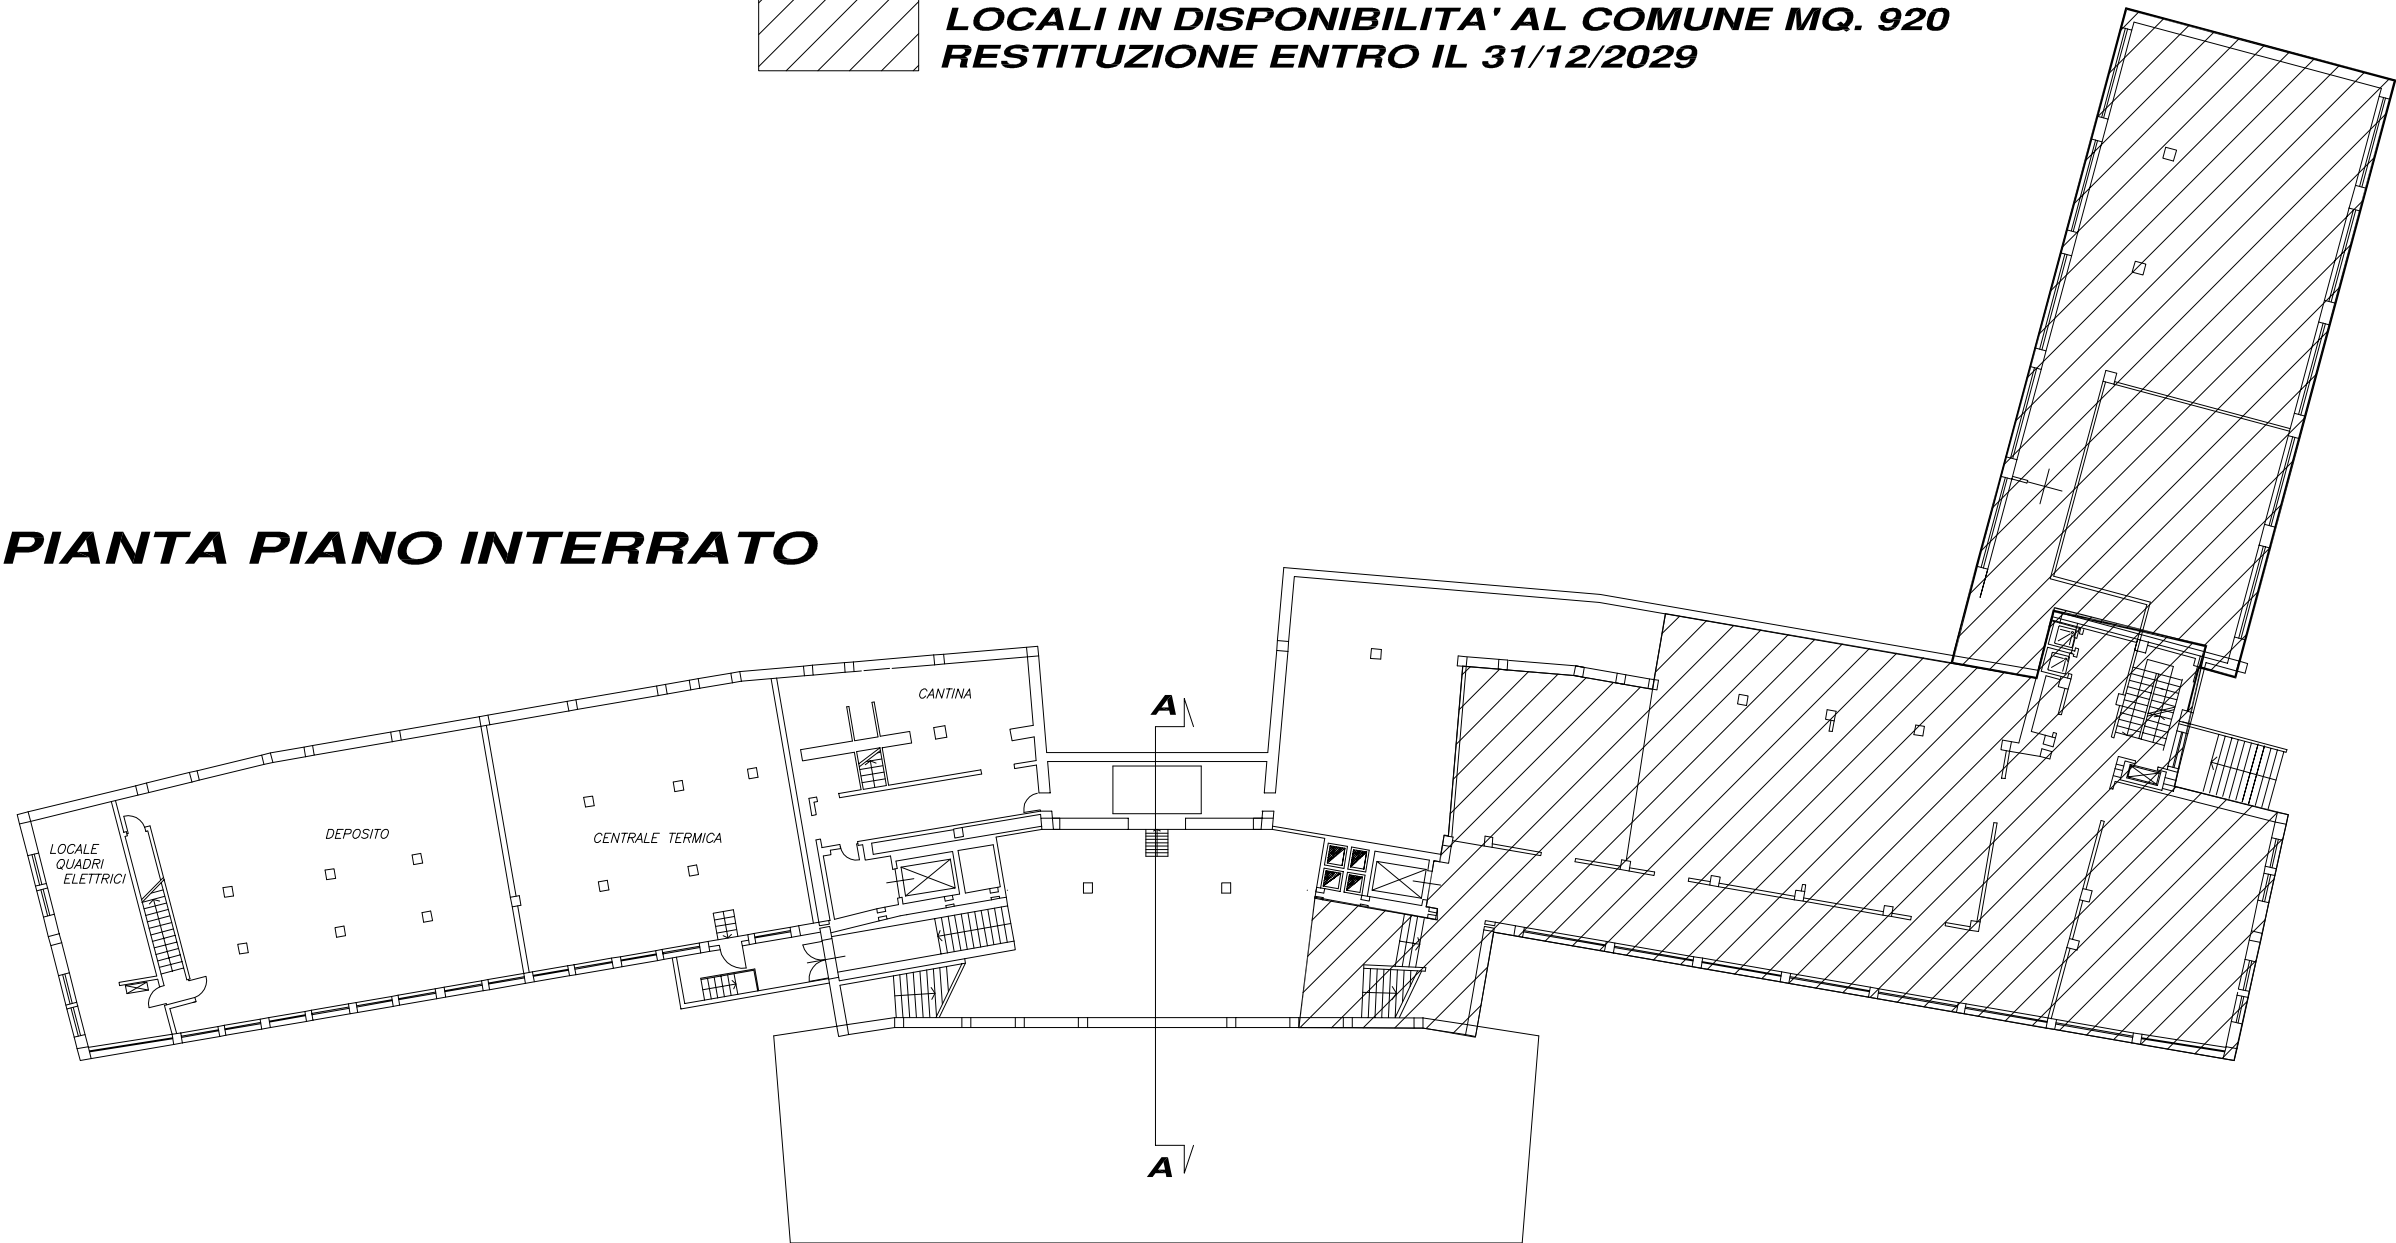 LOCALI IN DISPONIBILITA' AL COMUNE MQ. 920
RESTITUZIONE ENTRO IL 31/12/2029
PIANTA PIANO INTERRATO
CANTINA
A
DEPOSITO
CENTRALE TERMICA
LOCALE
QUADRI
ELETTRICI
A